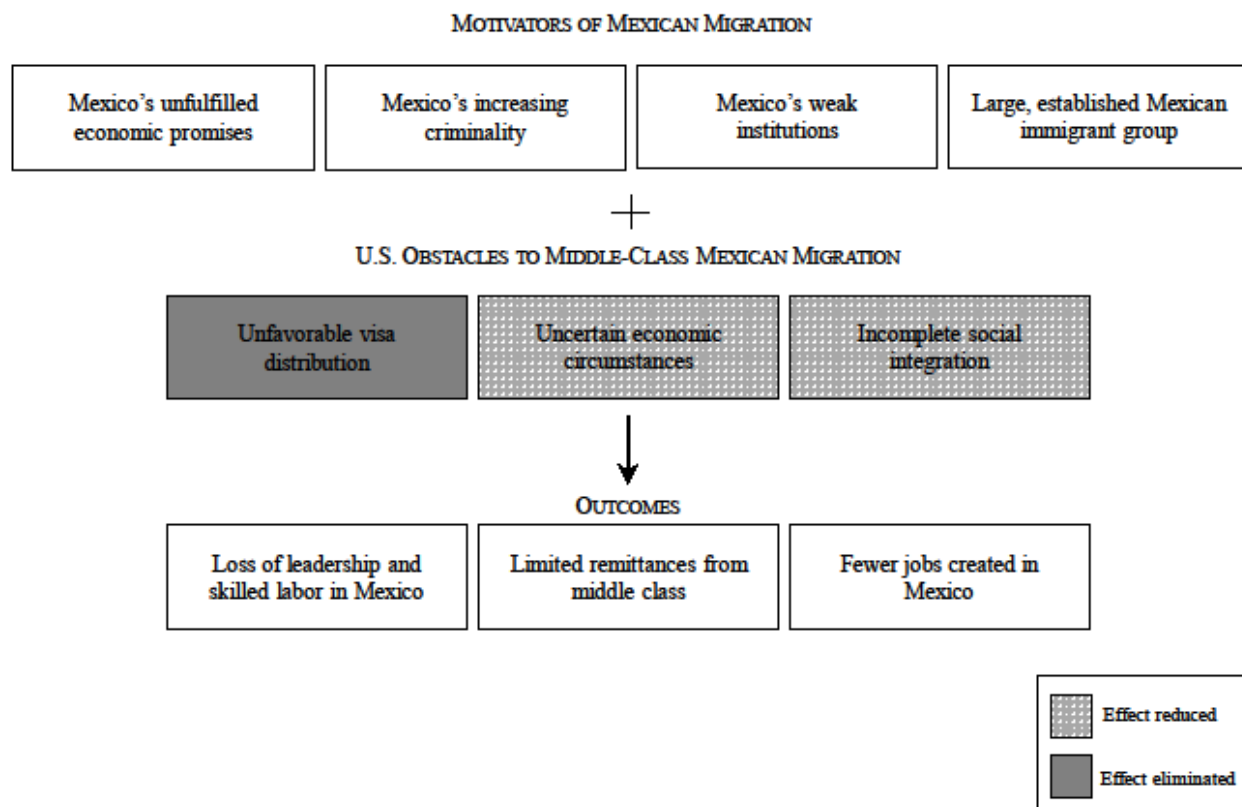 MOTIVATORS OF MEXICAN MIGRATION
Mexico's unfulfilled
economic promises
Mexico's increasing
criminality
Mexico's weak
institutions
Large, established Mexican
immigrant group
+
U.S. OBSTACLES TO MIDDLE-CLASS MEXICAN MIGRATION
Unfavorable visa
distribution
Uncertain economic
circumstances
Incomplete social
integration
OUTCOMES
Loss of leadership and
skilled labor in Mexico
Limited remittances from
middle class
Fewer jobs created in
Mexico
Effect reduced
Effect eliminated